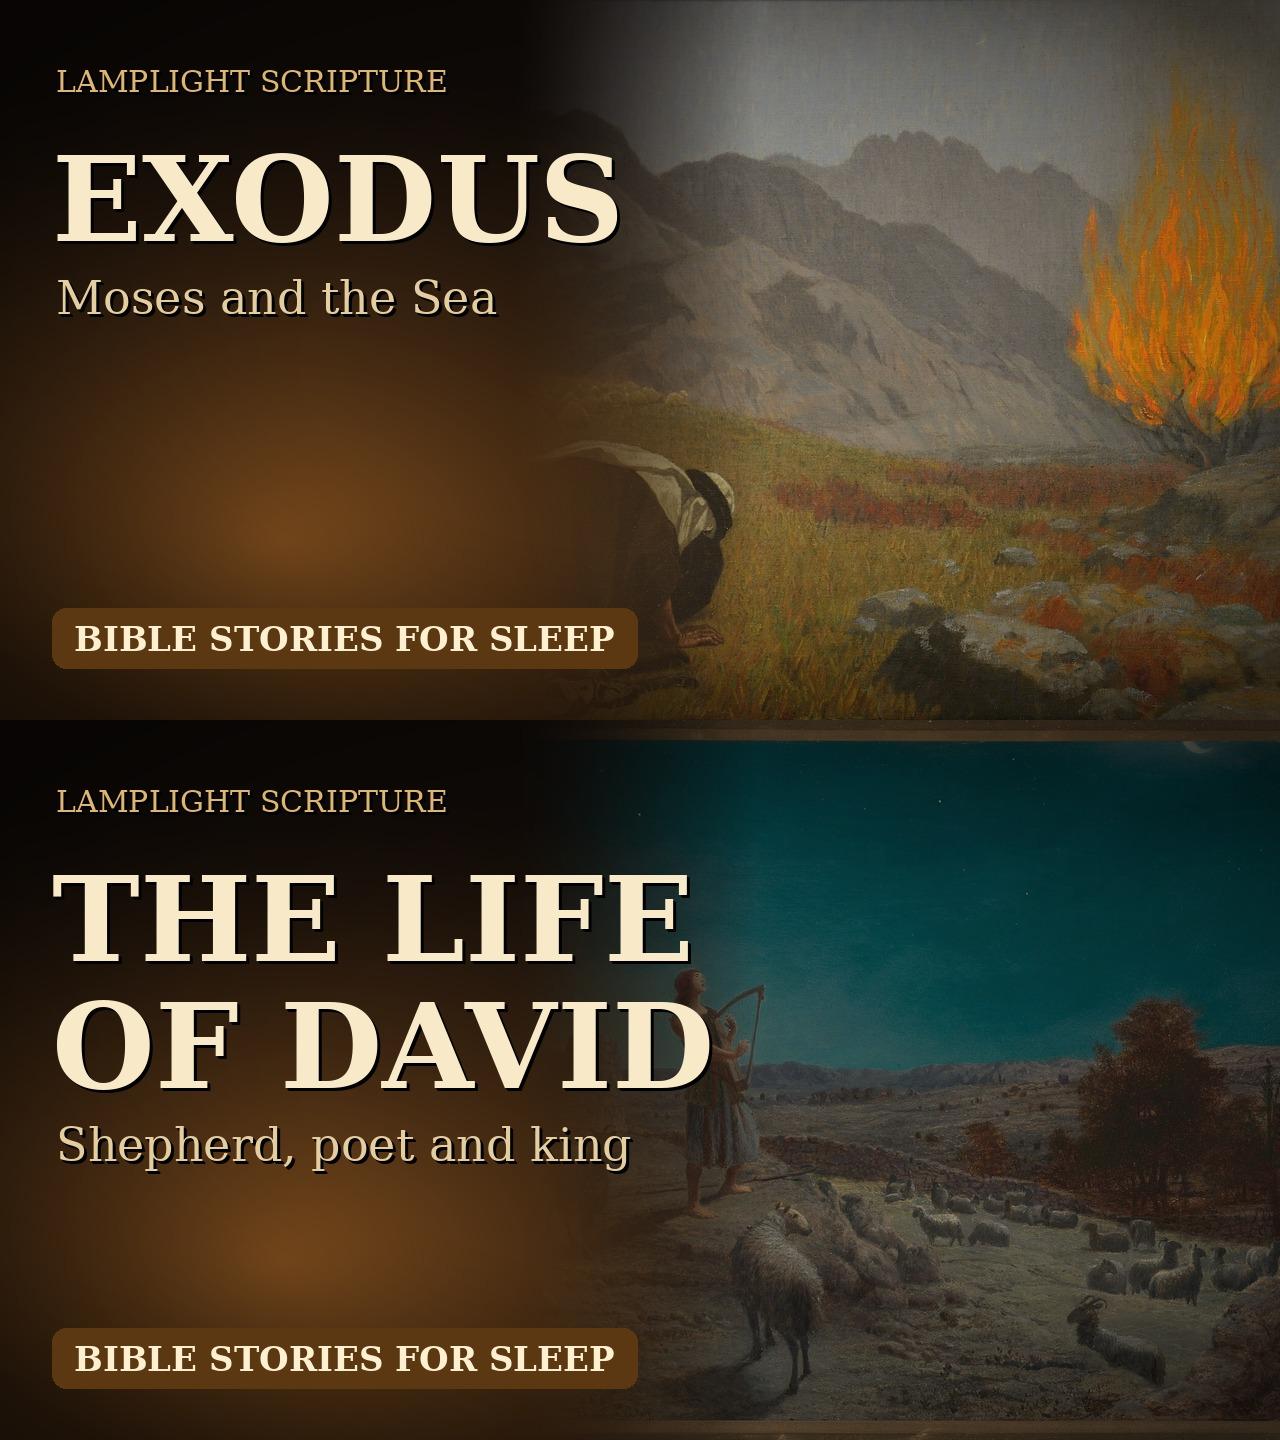 LAMPLIGHT SCRIPTURE
EXODUS
Moses and the Sea
BIBLE STORIES FOR SLEEP
LAMPLIGHT SCRIPTURE
THE LIFE
OF DAVID
Shepherd, poet and king
BIBLE STORIES FOR SLEEP